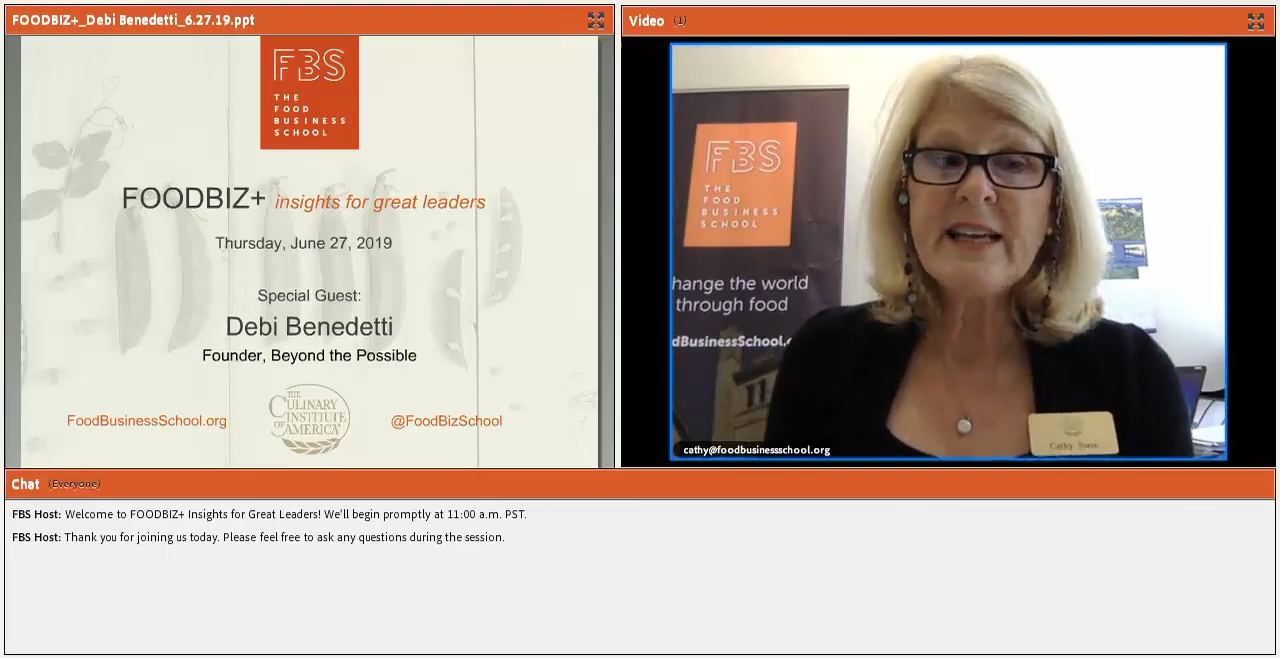 FOODBIZ+_Debi Benedetti_6.27.19.ppt
FBS
THE
FOOD
BUSINESS
SCHOOL
FOODBIZ+ insights for great leaders
Thursday, June 27, 2019
Special Guest:
Debi Benedetti
Founder, Beyond the Possible
FoodBusinessSchool.org
THE
CULINARY
INSTITUTE
OF AMERICA®
@FoodBizSchool
Video (1)
FBS
THE
FOOD
BUSINESS
SCHOOL
hange the world
through food
dBusinessSchool.
Cathy
cathy@foodbusinessschool.org
Chat (Everyone)
FBS Host: Welcome to FOODBIZ+ Insights for Great Leaders! We'll begin promptly at 11:00 a.m. PST.
FBS Host: Thank you for joining us today. Please feel free to ask any questions during the session.